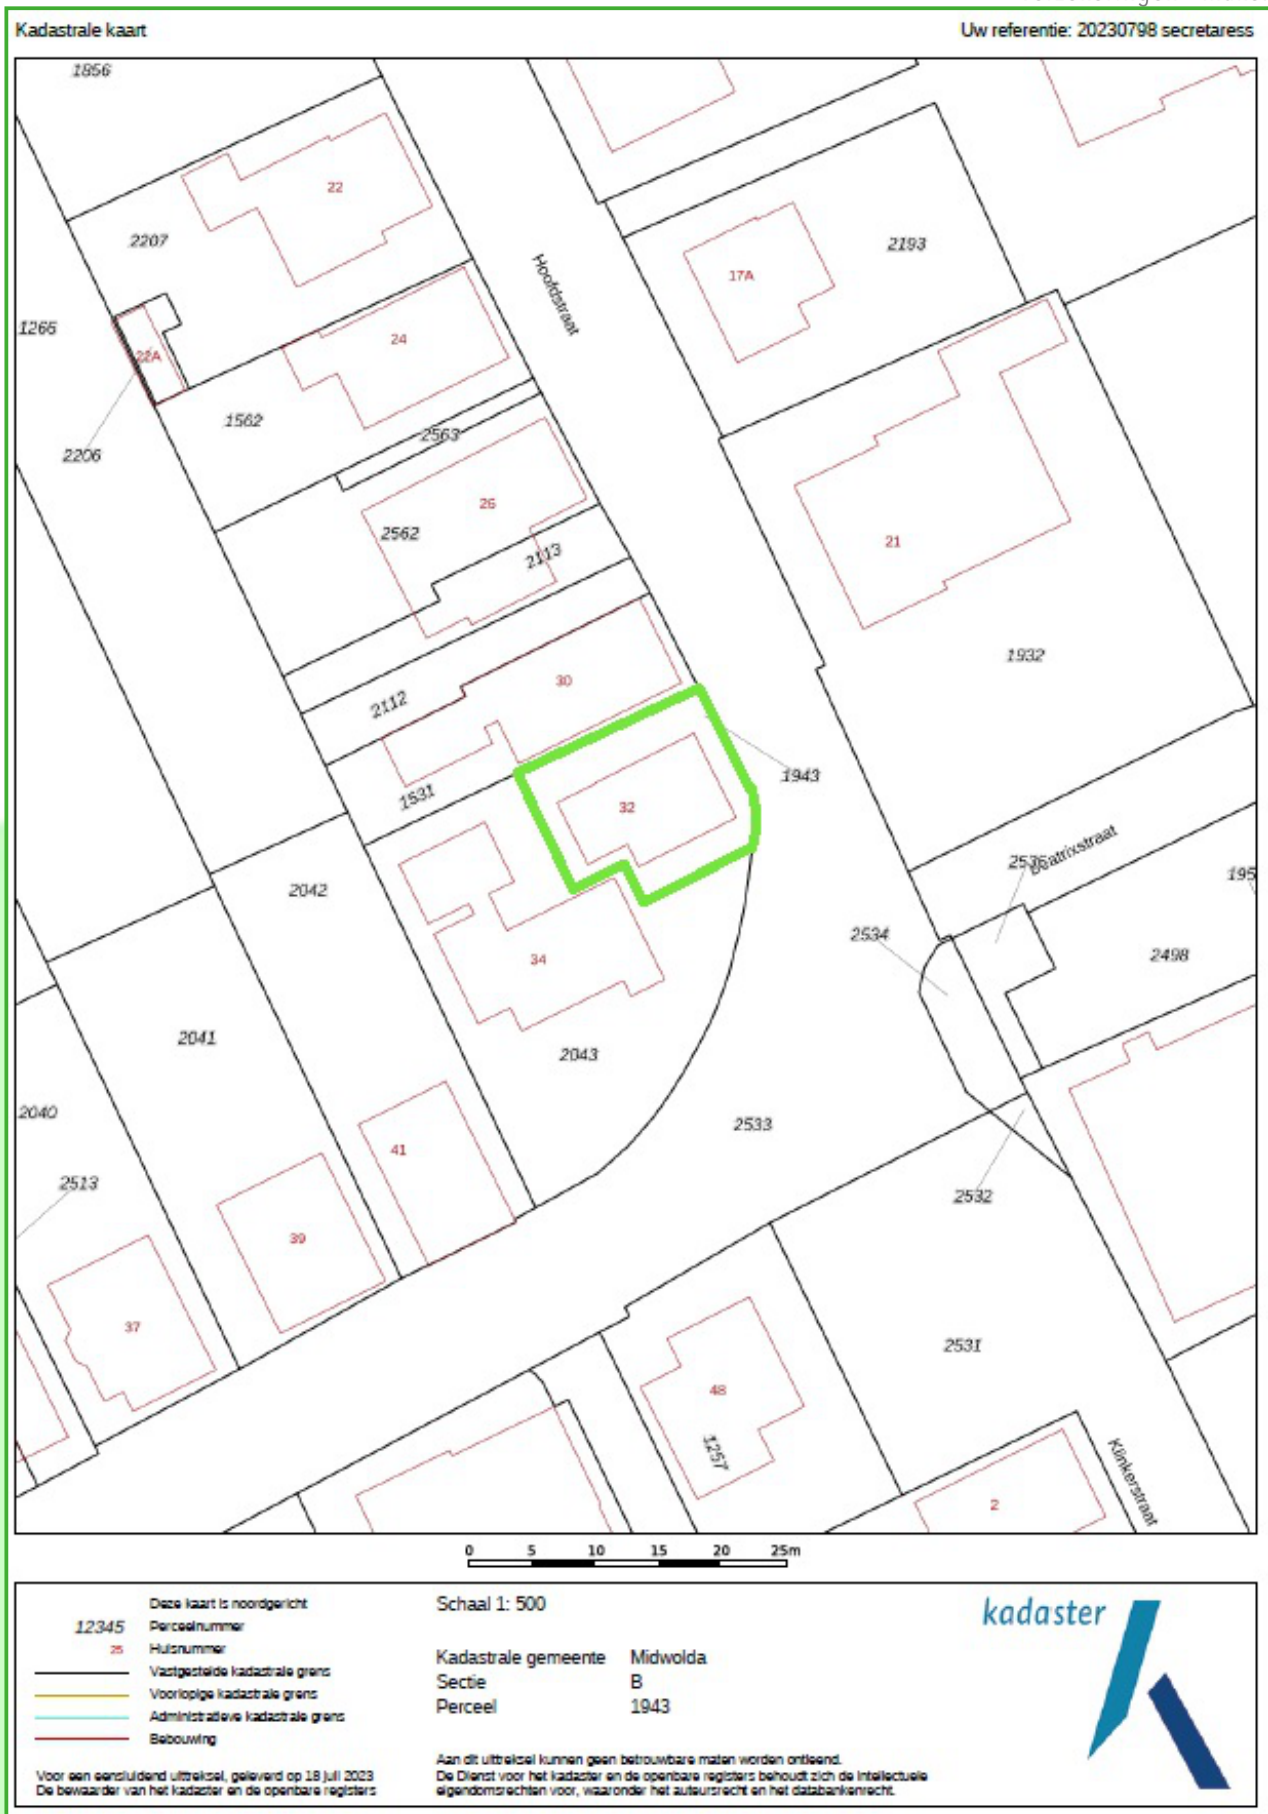 Kadastrale kaart
Uw referentie: 20230798 secretaress
1856
22
2207
2193
17A
Hoofdstraat
1266
24
22A
1562
2563
2206
26
2562
2113
21
1932
30
2112
1943
1531
32
Beatrixstraat
2536
195
2042
2534
2498
34
2041
2043
2040
2533
41
2513
2532
39
37
2531
48
1257
Klinkerstraat
2
0 5 10 15 20 25m
Deze kaart is noordgericht
12345 Perceelnummer
25 Huisnummer
Vastgestelde kadastrale grens
Voorlopige kadastrale grens
Administratieve kadastrale grens
Bebouwing
Voor een eensluidend uittreksel, geleverd op 18 juli 2023
De bewaarder van het kadaster en de openbare registers
Schaal 1: 500
Kadastrale gemeente Midwolda
Sectie B
Perceel 1943
Aan dit uittreksel kunnen geen betrouwbare maten worden ontleend.
De Dienst voor het kadaster en de openbare registers behoudt zich de intellectuele
eigendomsrechten voor, waaronder het auteursrecht en het databankenrecht.
kadaster